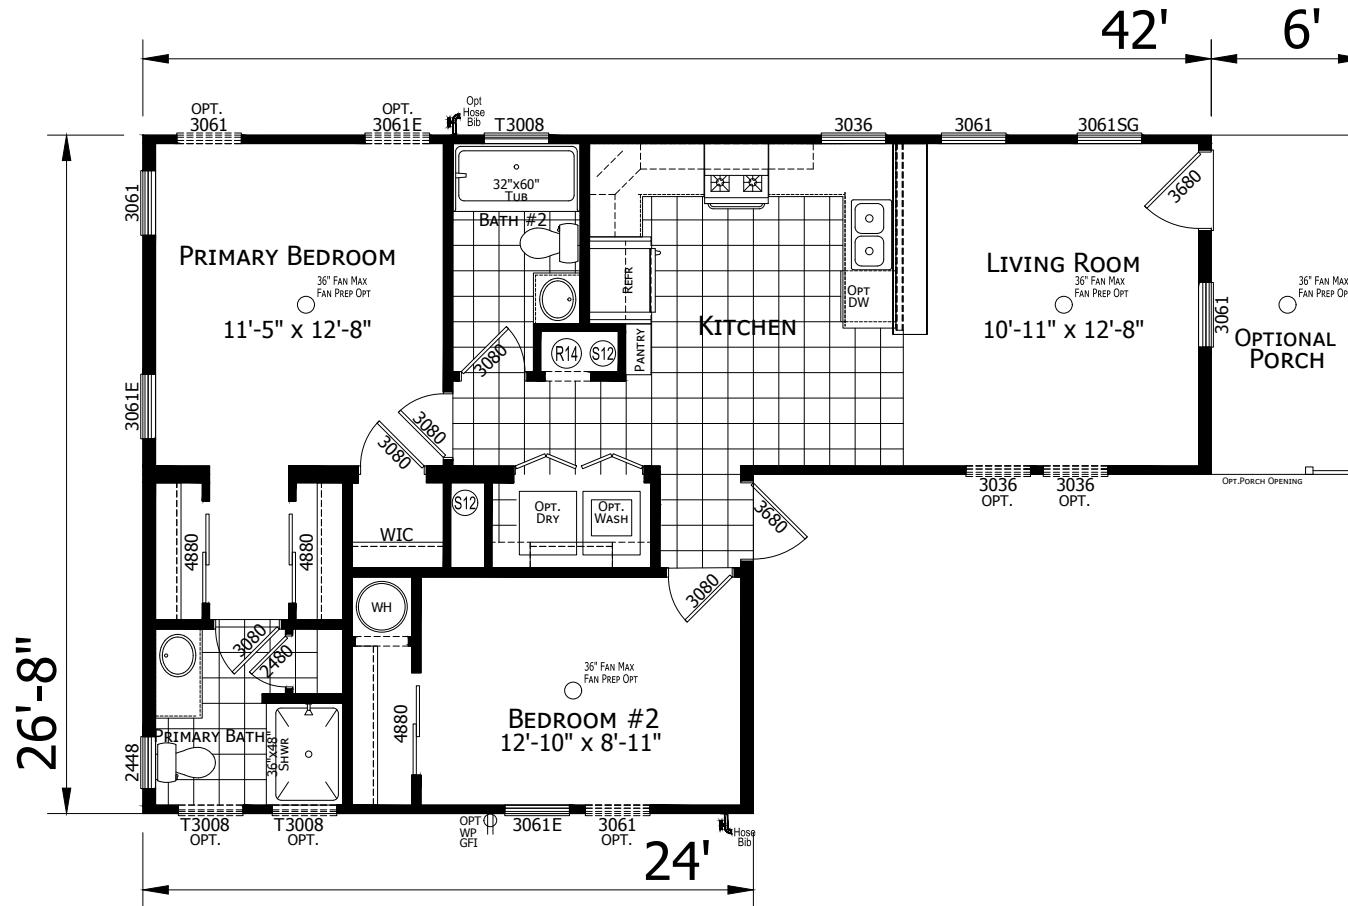 42'
6'
OPT.
3061
OPT.
3061E
Opt
Hose
Bib
T3008
3036
3061
3061SG
3061
32"x60"
TUB
BATH #2
3680
PRIMARY BEDROOM
36" FAN MAX
FAN PREP OPT
11'-5" x 12'-8"
REFR
OPT
DW
KITCHEN
LIVING ROOM
36" FAN MAX
FAN PREP OPT
10'-11" x 12'-8"
3061
36" FAN MAX
FAN PREP OPT
OPTIONAL
PORCH
3080
R14
S12
PANTRY
3061E
3080
3080
3036
OPT.
3036
OPT.
OPT.PORCH OPENING
S12
OPT.
DRY
OPT.
WASH
3680
WIC
4880
4880
3080
WH
3080
2480
26'-8"
36" FAN MAX
FAN PREP OPT
BEDROOM #2
12'-10" x 8'-11"
4880
PRIMARY BATH
36"x48"
SHWR
2448
T3008
OPT.
T3008
OPT.
OPT
WP
GFI
3061E
3061
OPT.
Hose
Bib
24'